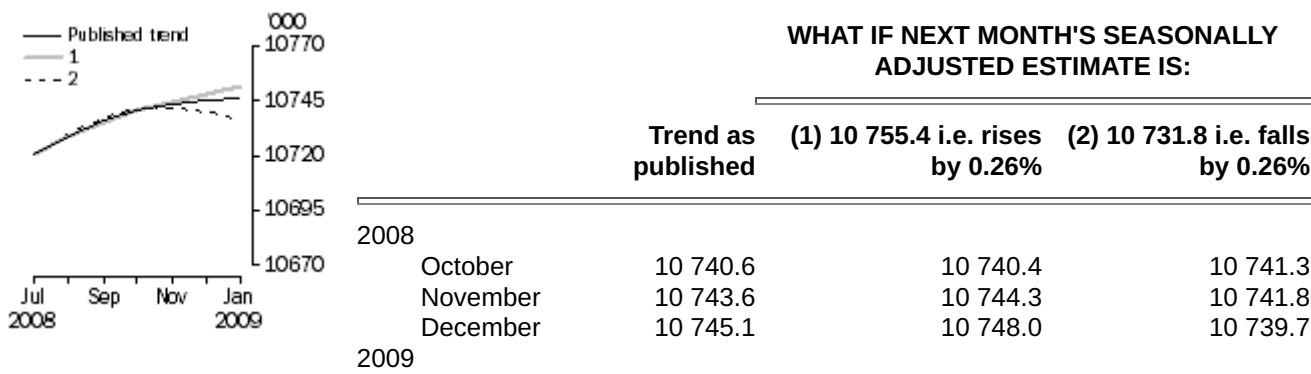 '000
Published trend
1
2
10770
10745
10720
10695
10670
Jul
2008
Sep
Nov
Jan
2009
WHAT IF NEXT MONTH'S SEASONALLY
ADJUSTED ESTIMATE IS:
Trend as
published
(1) 10 755.4 i.e. rises
by 0.26%
(2) 10 731.8 i.e. falls
by 0.26%
2008
October 10 740.6 10 740.4 10 741.3
November 10 743.6 10 744.3 10 741.8
December 10 745.1 10 748.0 10 739.7
2009